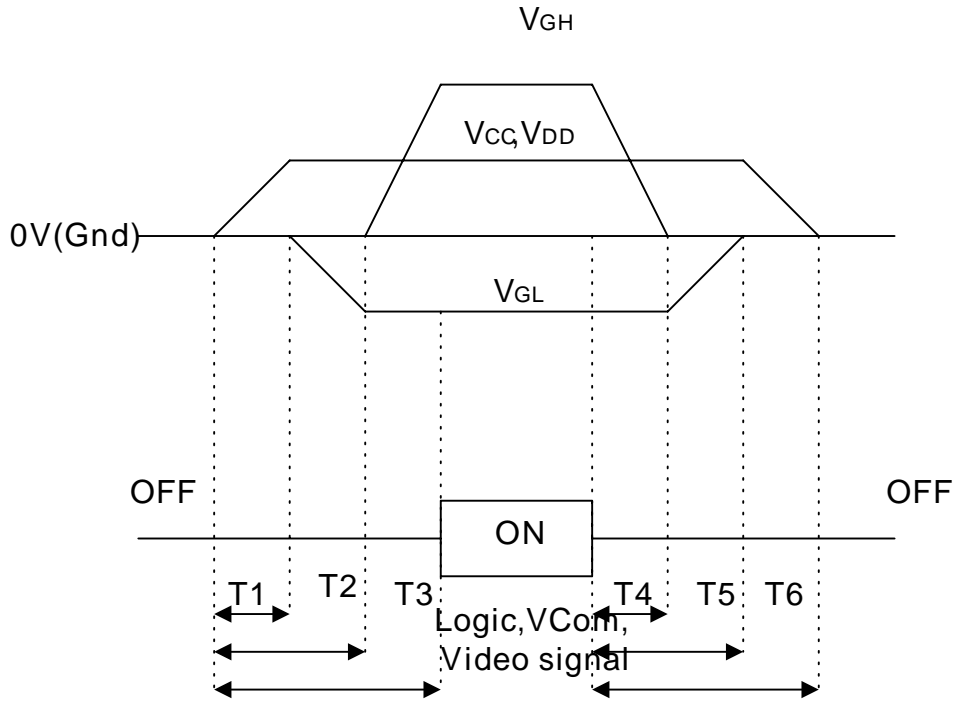 VGH
VCC,VDD
0V(Gnd)
VGL
OFF
OFF
ON
T1
T2
T3
T4
T5
T6
Logic,VCom,
Video signal